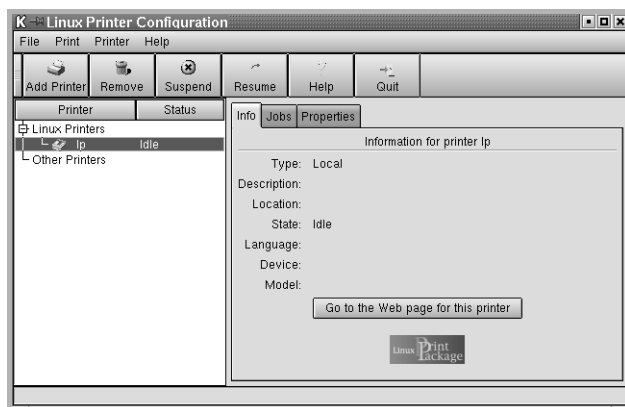 K Linux Printer Configuration
File Print Printer Help
Add Printer Remove Suspend Resume Help Quit
Printer Status
Linux Printers
lp Idle
Other Printers
Info Jobs Properties
Information for printer lp
Type: Local
Description:
Location:
State: Idle
Language:
Device:
Model:
Go to the Web page for this printer
Linux Print Package